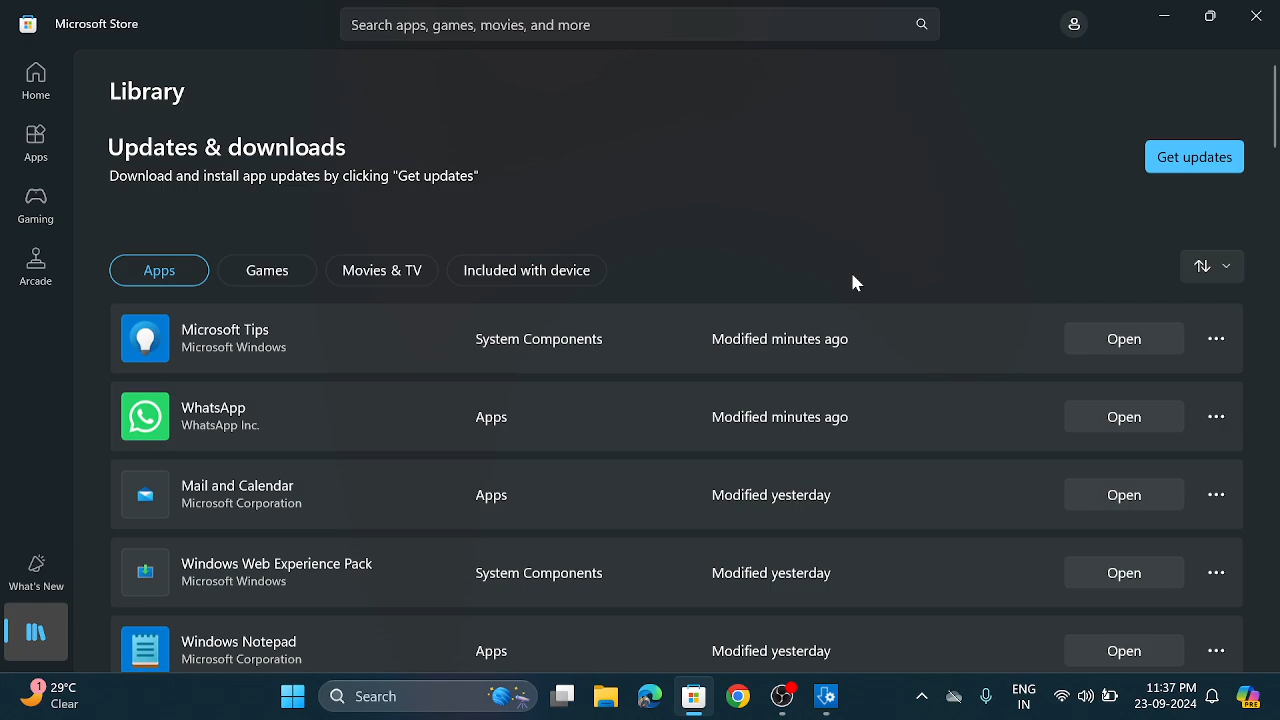 Microsoft Store
Search apps, games, movies, and more
Home
Apps
Gaming
Arcade
What's New
Library
Updates & downloads
Download and install app updates by clicking "Get updates"
Get updates
Apps
Games
Movies & TV
Included with device
Microsoft Tips
Microsoft Windows
System Components
Modified minutes ago
Open
WhatsApp
WhatsApp Inc.
Apps
Modified minutes ago
Open
Mail and Calendar
Microsoft Corporation
Apps
Modified yesterday
Open
Windows Web Experience Pack
Microsoft Windows
System Components
Modified yesterday
Open
Windows Notepad
Microsoft Corporation
Apps
Modified yesterday
Open
1
29°C
Clear
Search
ENG
IN
11:37 PM
23-09-2024
PRE